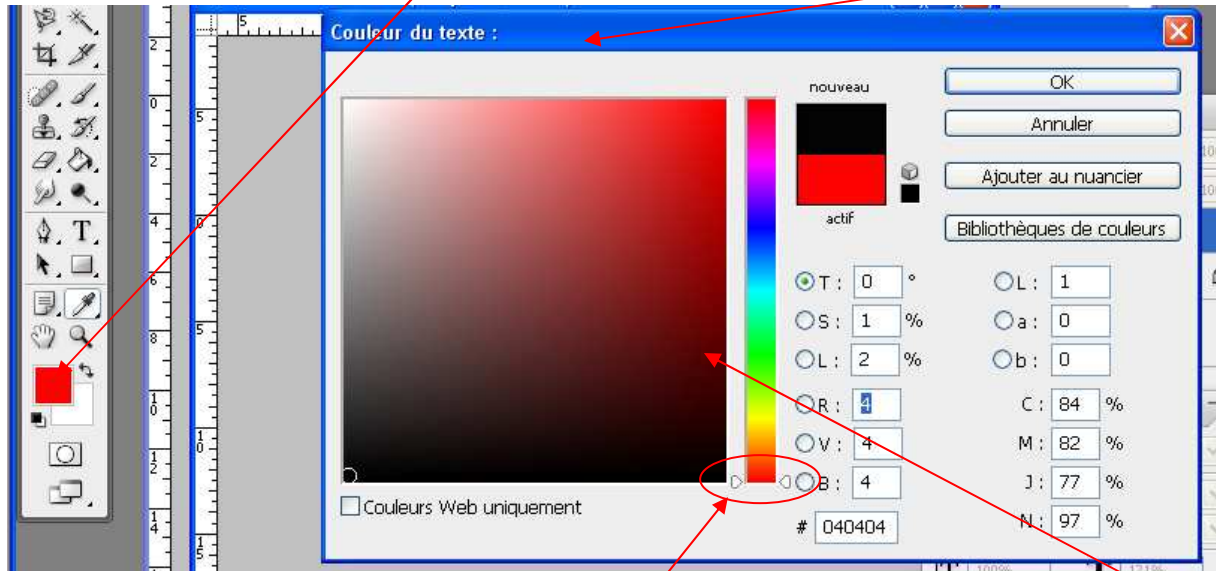 Couleur du texte :
nouveau
actif
OK
Annuler
Ajouter au nuancier
Bibliothèques de couleurs
T : 0 °
S : 1 %
L : 2 %
R : 4
V : 4
B : 4
# 040404
L : 1
a : 0
b : 0
C : 84 %
M : 82 %
J : 77 %
N : 97 %
Couleurs Web uniquement